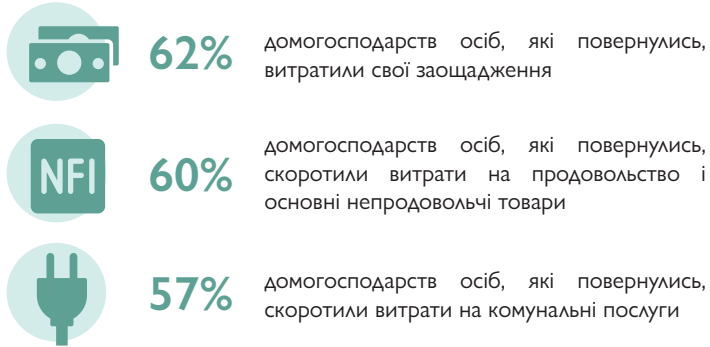 62%
домогосподарств осіб, які повернулись,
витратили свої заощадження
NFI
60%
домогосподарств осіб, які повернулись,
скоротили витрати на продовольство і
основні непродовольчі товари
57%
домогосподарств осіб, які повернулись,
скоротили витрати на комунальні послуги